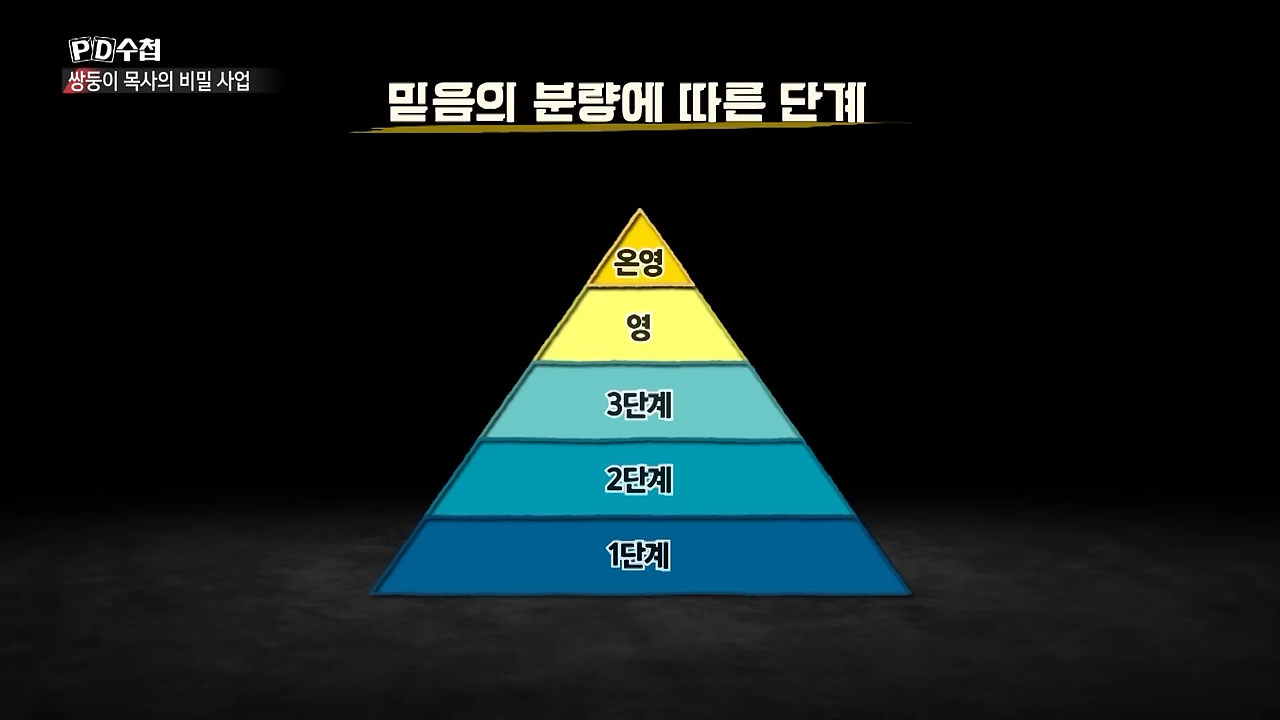 PD수첩
쌍둥이 목사의 비밀 사업
믿음의 분량에 따른 단계
온영
영
3단계
2단계
1단계